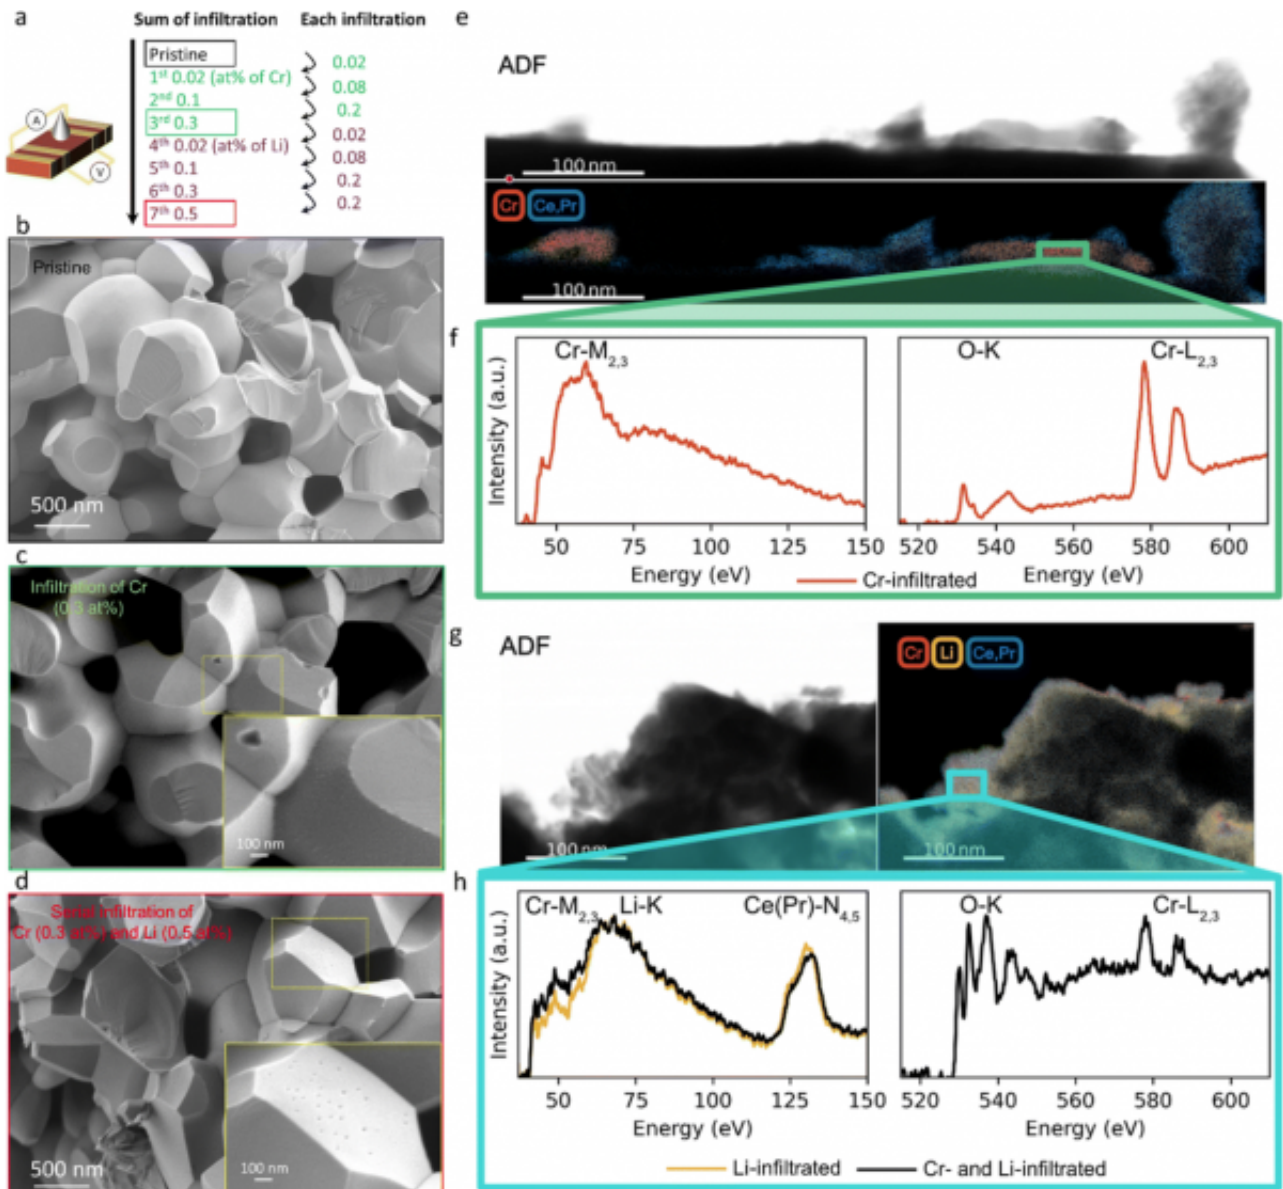 a
Sum of infiltration
Each infiltration
Pristine
1st 0.02 (at% of Cr)
2nd 0.1
3rd 0.3
4th 0.02 (at% of Li)
5th 0.1
6th 0.3
7th 0.5
0.02
0.08
0.2
0.02
0.08
0.2
0.2
A
V
b
Pristine
500 nm
c
Infiltration of Cr
(0.3 at%)
100 nm
d
Serial infiltration of
Cr (0.3 at%) and Li (0.5 at%)
500 nm
100 nm
e
ADF
100 nm
Cr
Ce,Pr
100 nm
f
Cr-M2,3
Intensity (a.u.)
50
75
100
125
150
Energy (eV)
O-K
Cr-L2,3
Intensity (a.u.)
520
540
560
580
600
Energy (eV)
Cr-infiltrated
g
ADF
100 nm
Cr
Li
Ce,Pr
100 nm
h
Cr-M2,3
Li-K
Ce(Pr)-N4,5
Intensity (a.u.)
50
75
100
125
150
Energy (eV)
O-K
Cr-L2,3
Intensity (a.u.)
520
540
560
580
600
Energy (eV)
Li-infiltrated
Cr- and Li-infiltrated